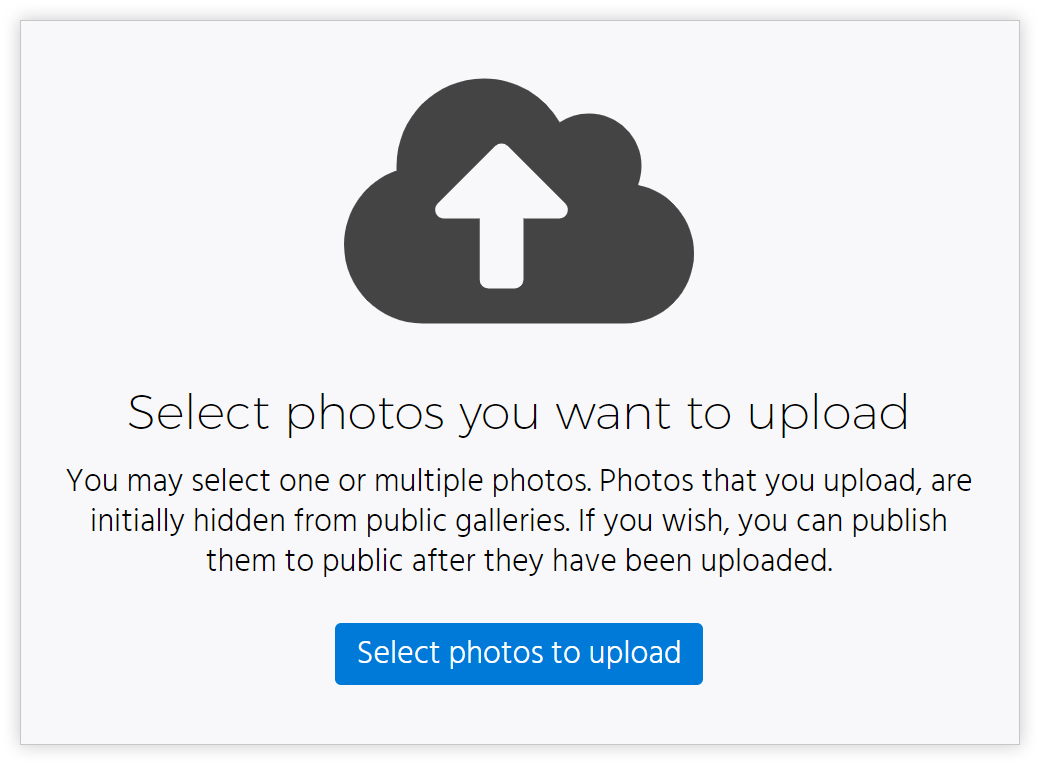 Select photos you want to upload
You may select one or multiple photos. Photos that you upload, are
initially hidden from public galleries. If you wish, you can publish
them to public after they have been uploaded.
Select photos to upload